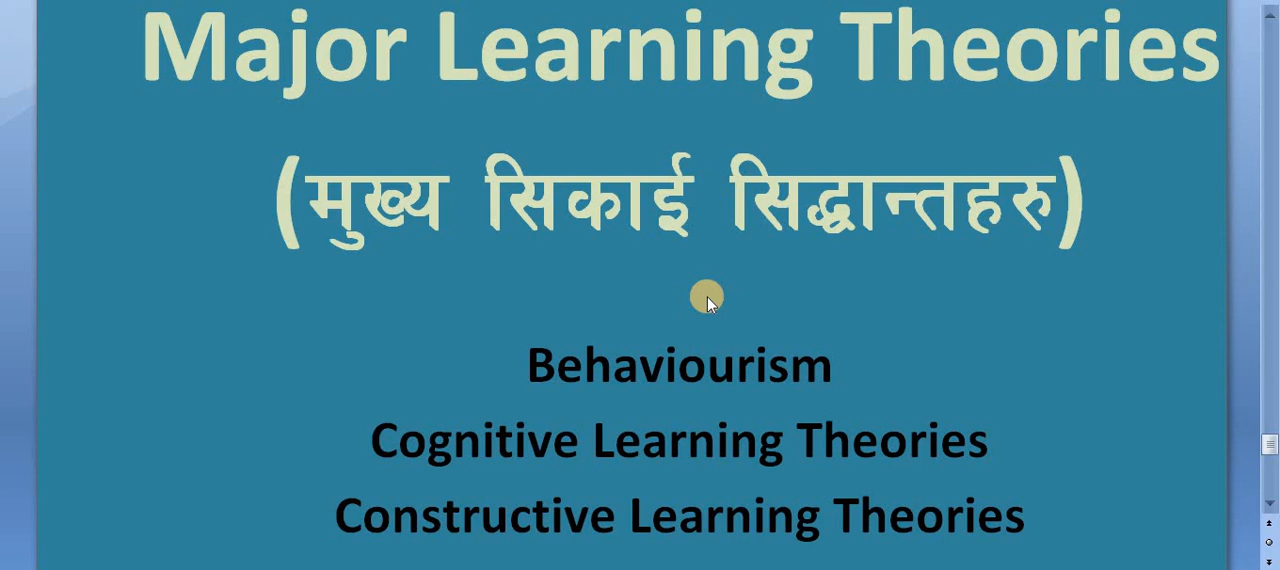 Major Learning Theories
(मुख्य सिकाई सिद्धान्तहरु)
Behaviourism
Cognitive Learning Theories
Constructive Learning Theories